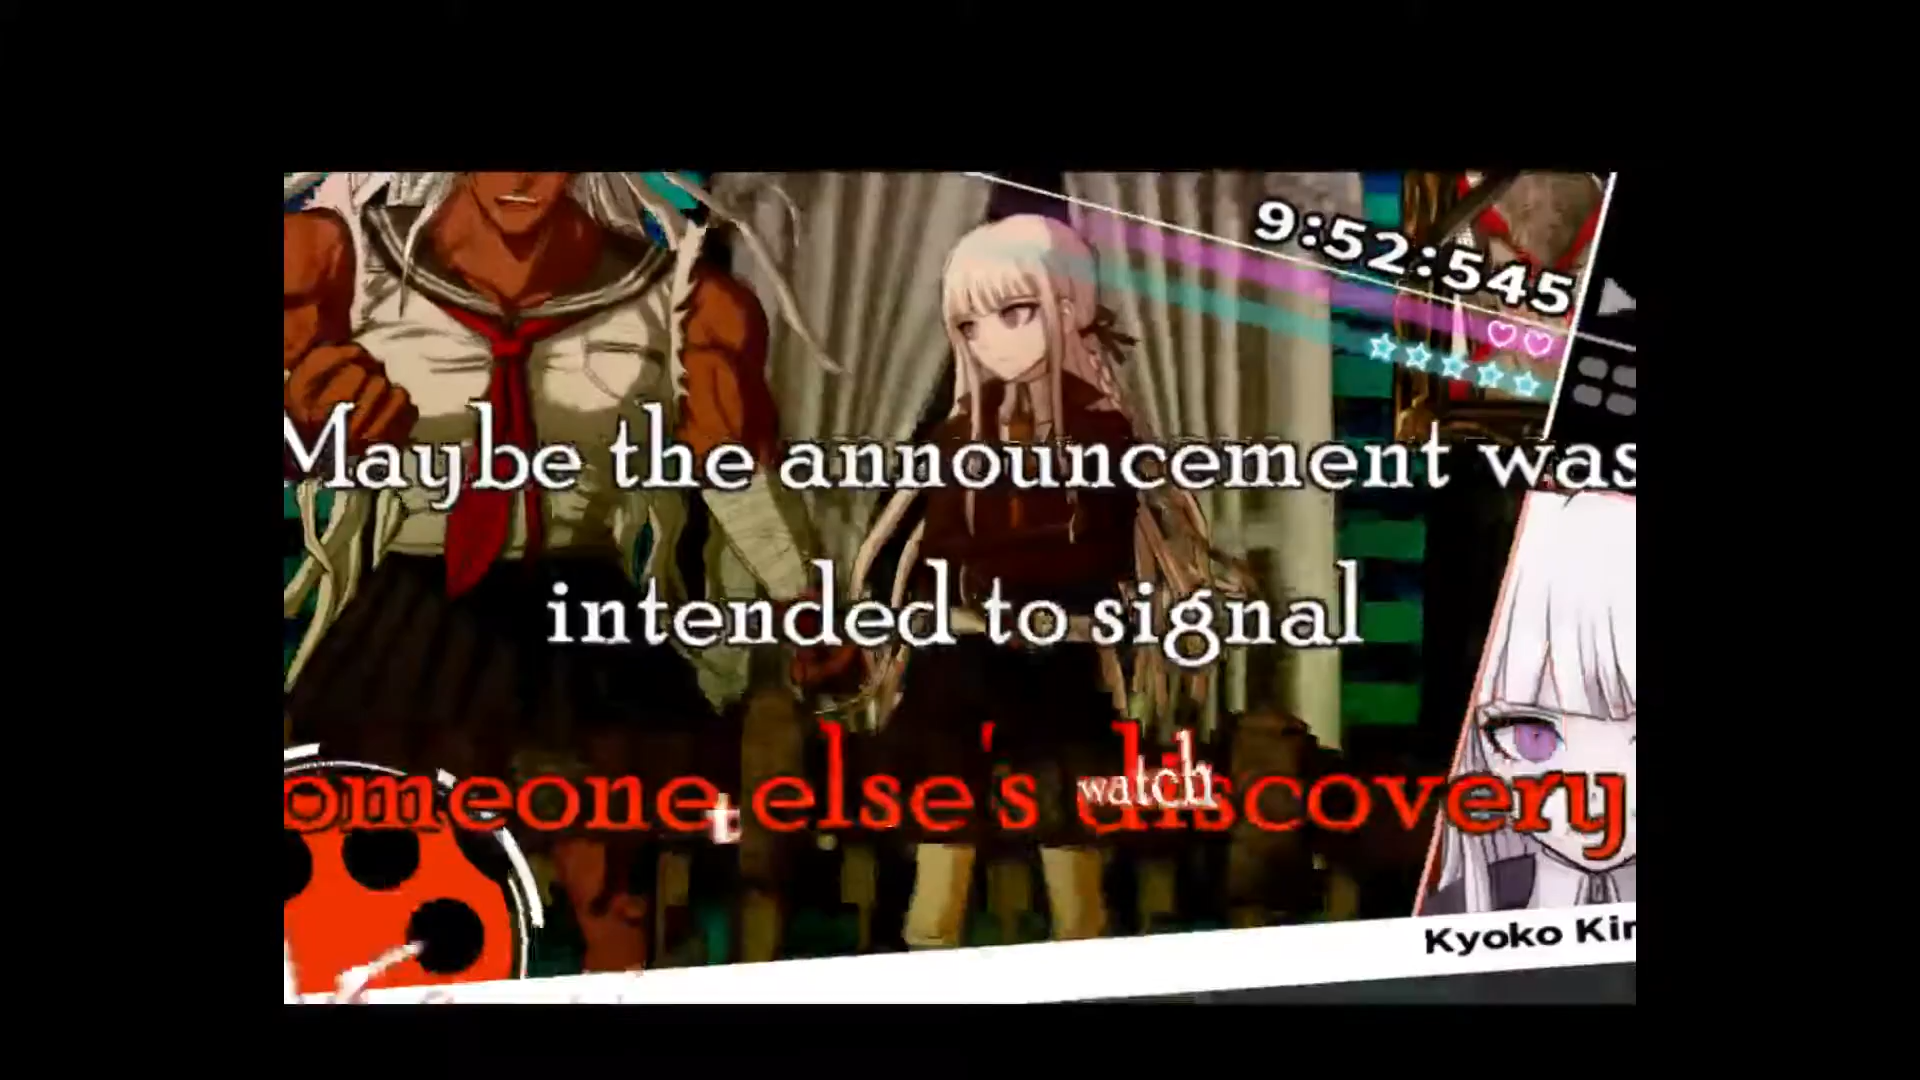 9:52:545
Maybe the announcement was
intended to signal
omeone else's discovery
watch
t
Kyoko Kir